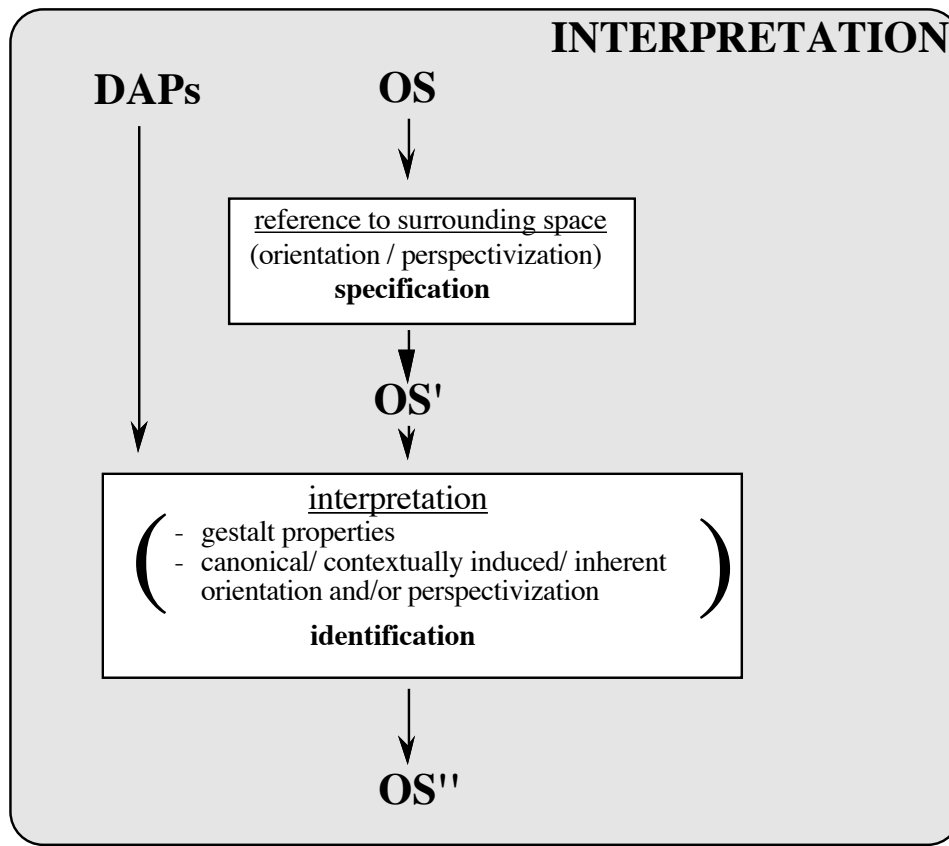 INTERPRETATION
DAPs OS
reference to surrounding space
(orientation / perspectivization)
specification
OS'
interpretation
- gestalt properties
- canonical/ contextually induced/ inherent
orientation and/or perspectivization
identification
OS''